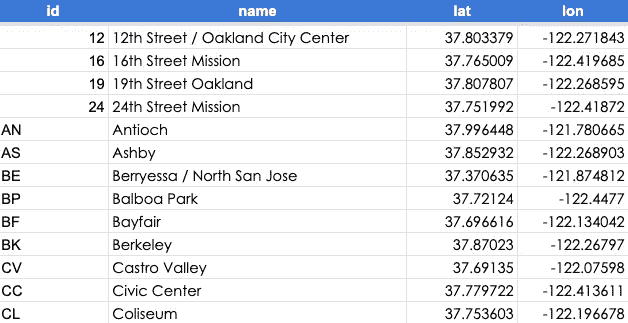 id name lat lon
12 12th Street / Oakland City Center 37.803379 -122.271843
16 16th Street Mission 37.765009 -122.419685
19 19th Street Oakland 37.807807 -122.268595
24 24th Street Mission 37.751992 -122.41872
AN Antioch 37.996448 -121.780665
AS Ashby 37.852932 -122.268903
BE Berryessa / North San Jose 37.370635 -121.874812
BP Balboa Park 37.72124 -122.4477
BF Bayfair 37.696616 -122.134042
BK Berkeley 37.87023 -122.26797
CV Castro Valley 37.69135 -122.07598
CC Civic Center 37.779722 -122.413611
CL Coliseum 37.753603 -122.196678